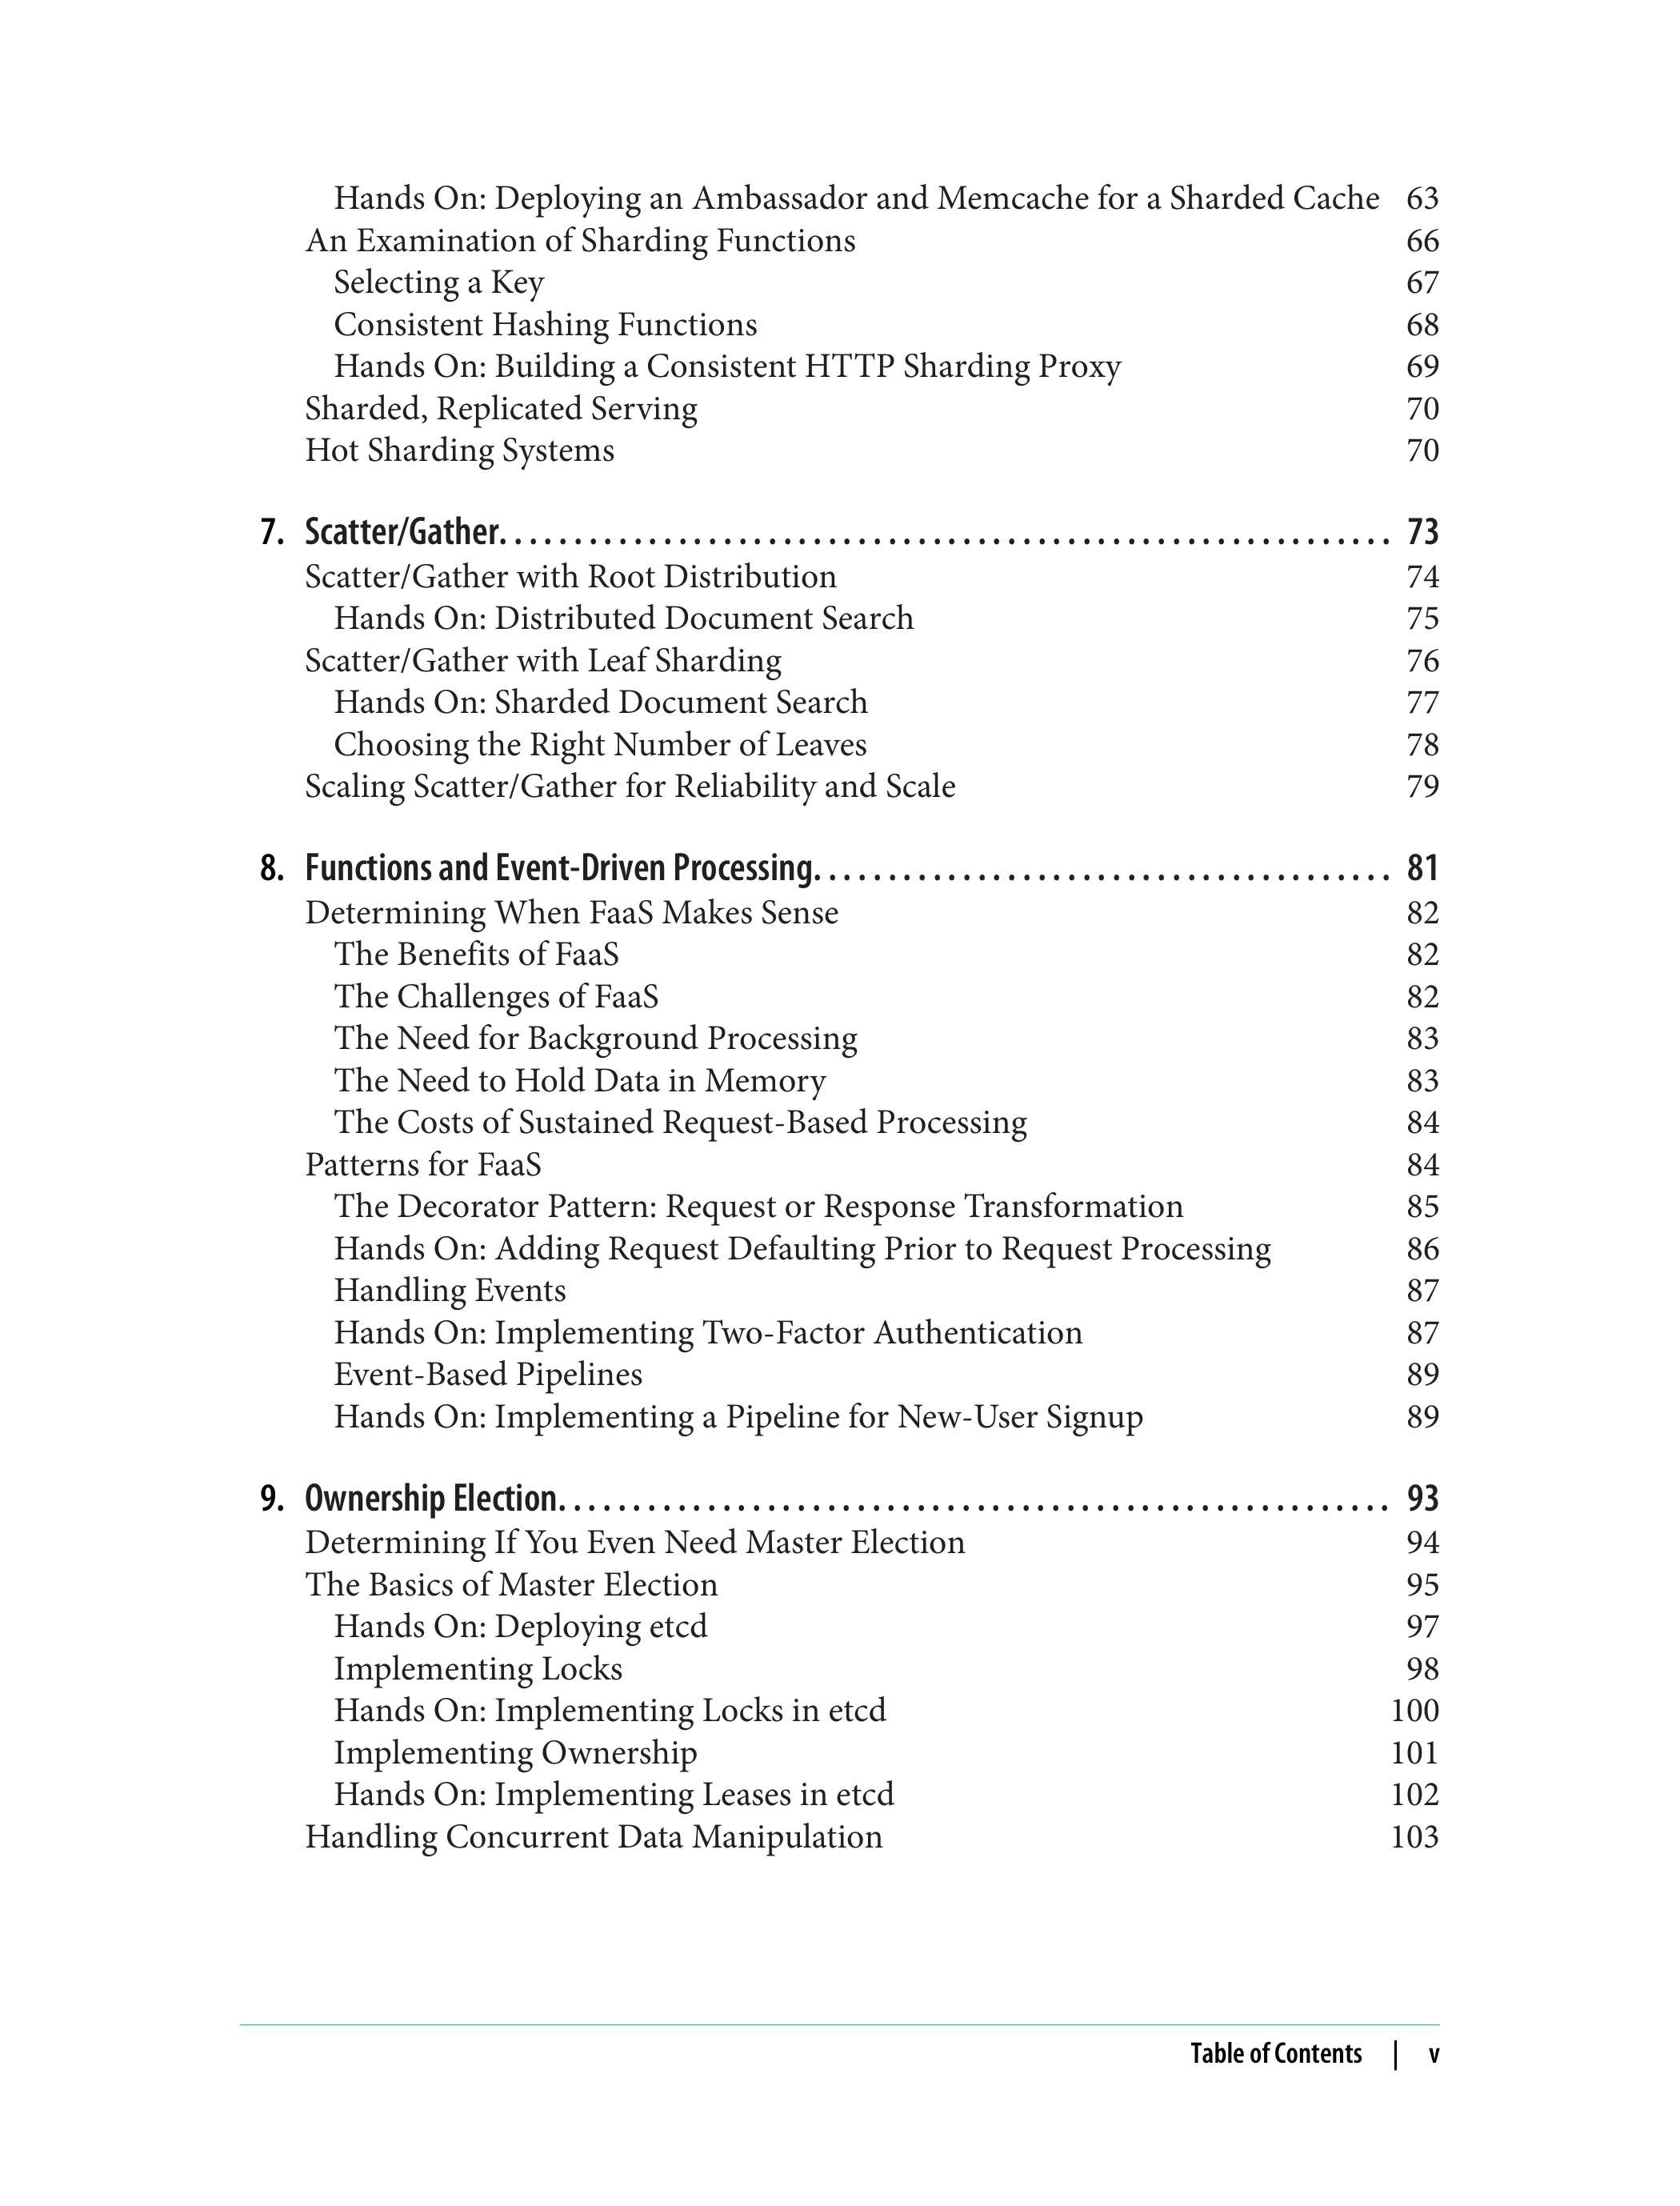 Hands On: Deploying an Ambassador and Memcache for a Sharded Cache 63
An Examination of Sharding Functions 66
Selecting a Key 67
Consistent Hashing Functions 68
Hands On: Building a Consistent HTTP Sharding Proxy 69
Sharded, Replicated Serving 70
Hot Sharding Systems 70
7. Scatter/Gather. . . . . . . . . . . . . . . . . . . . . . . . . . . . . . . . . . . . . . . . . . . . . . . . . . . . . . . . . . . . 73
Scatter/Gather with Root Distribution 74
Hands On: Distributed Document Search 75
Scatter/Gather with Leaf Sharding 76
Hands On: Sharded Document Search 77
Choosing the Right Number of Leaves 78
Scaling Scatter/Gather for Reliability and Scale 79
8. Functions and Event-Driven Processing. . . . . . . . . . . . . . . . . . . . . . . . . . . . . . . . . . . . . . . 81
Determining When FaaS Makes Sense 82
The Benefits of FaaS 82
The Challenges of FaaS 82
The Need for Background Processing 83
The Need to Hold Data in Memory 83
The Costs of Sustained Request-Based Processing 84
Patterns for FaaS 84
The Decorator Pattern: Request or Response Transformation 85
Hands On: Adding Request Defaulting Prior to Request Processing 86
Handling Events 87
Hands On: Implementing Two-Factor Authentication 87
Event-Based Pipelines 89
Hands On: Implementing a Pipeline for New-User Signup 89
9. Ownership Election. . . . . . . . . . . . . . . . . . . . . . . . . . . . . . . . . . . . . . . . . . . . . . . . . . . . . . . . 93
Determining If You Even Need Master Election 94
The Basics of Master Election 95
Hands On: Deploying etcd 97
Implementing Locks 98
Hands On: Implementing Locks in etcd 100
Implementing Ownership 101
Hands On: Implementing Leases in etcd 102
Handling Concurrent Data Manipulation 103
Table of Contents | v